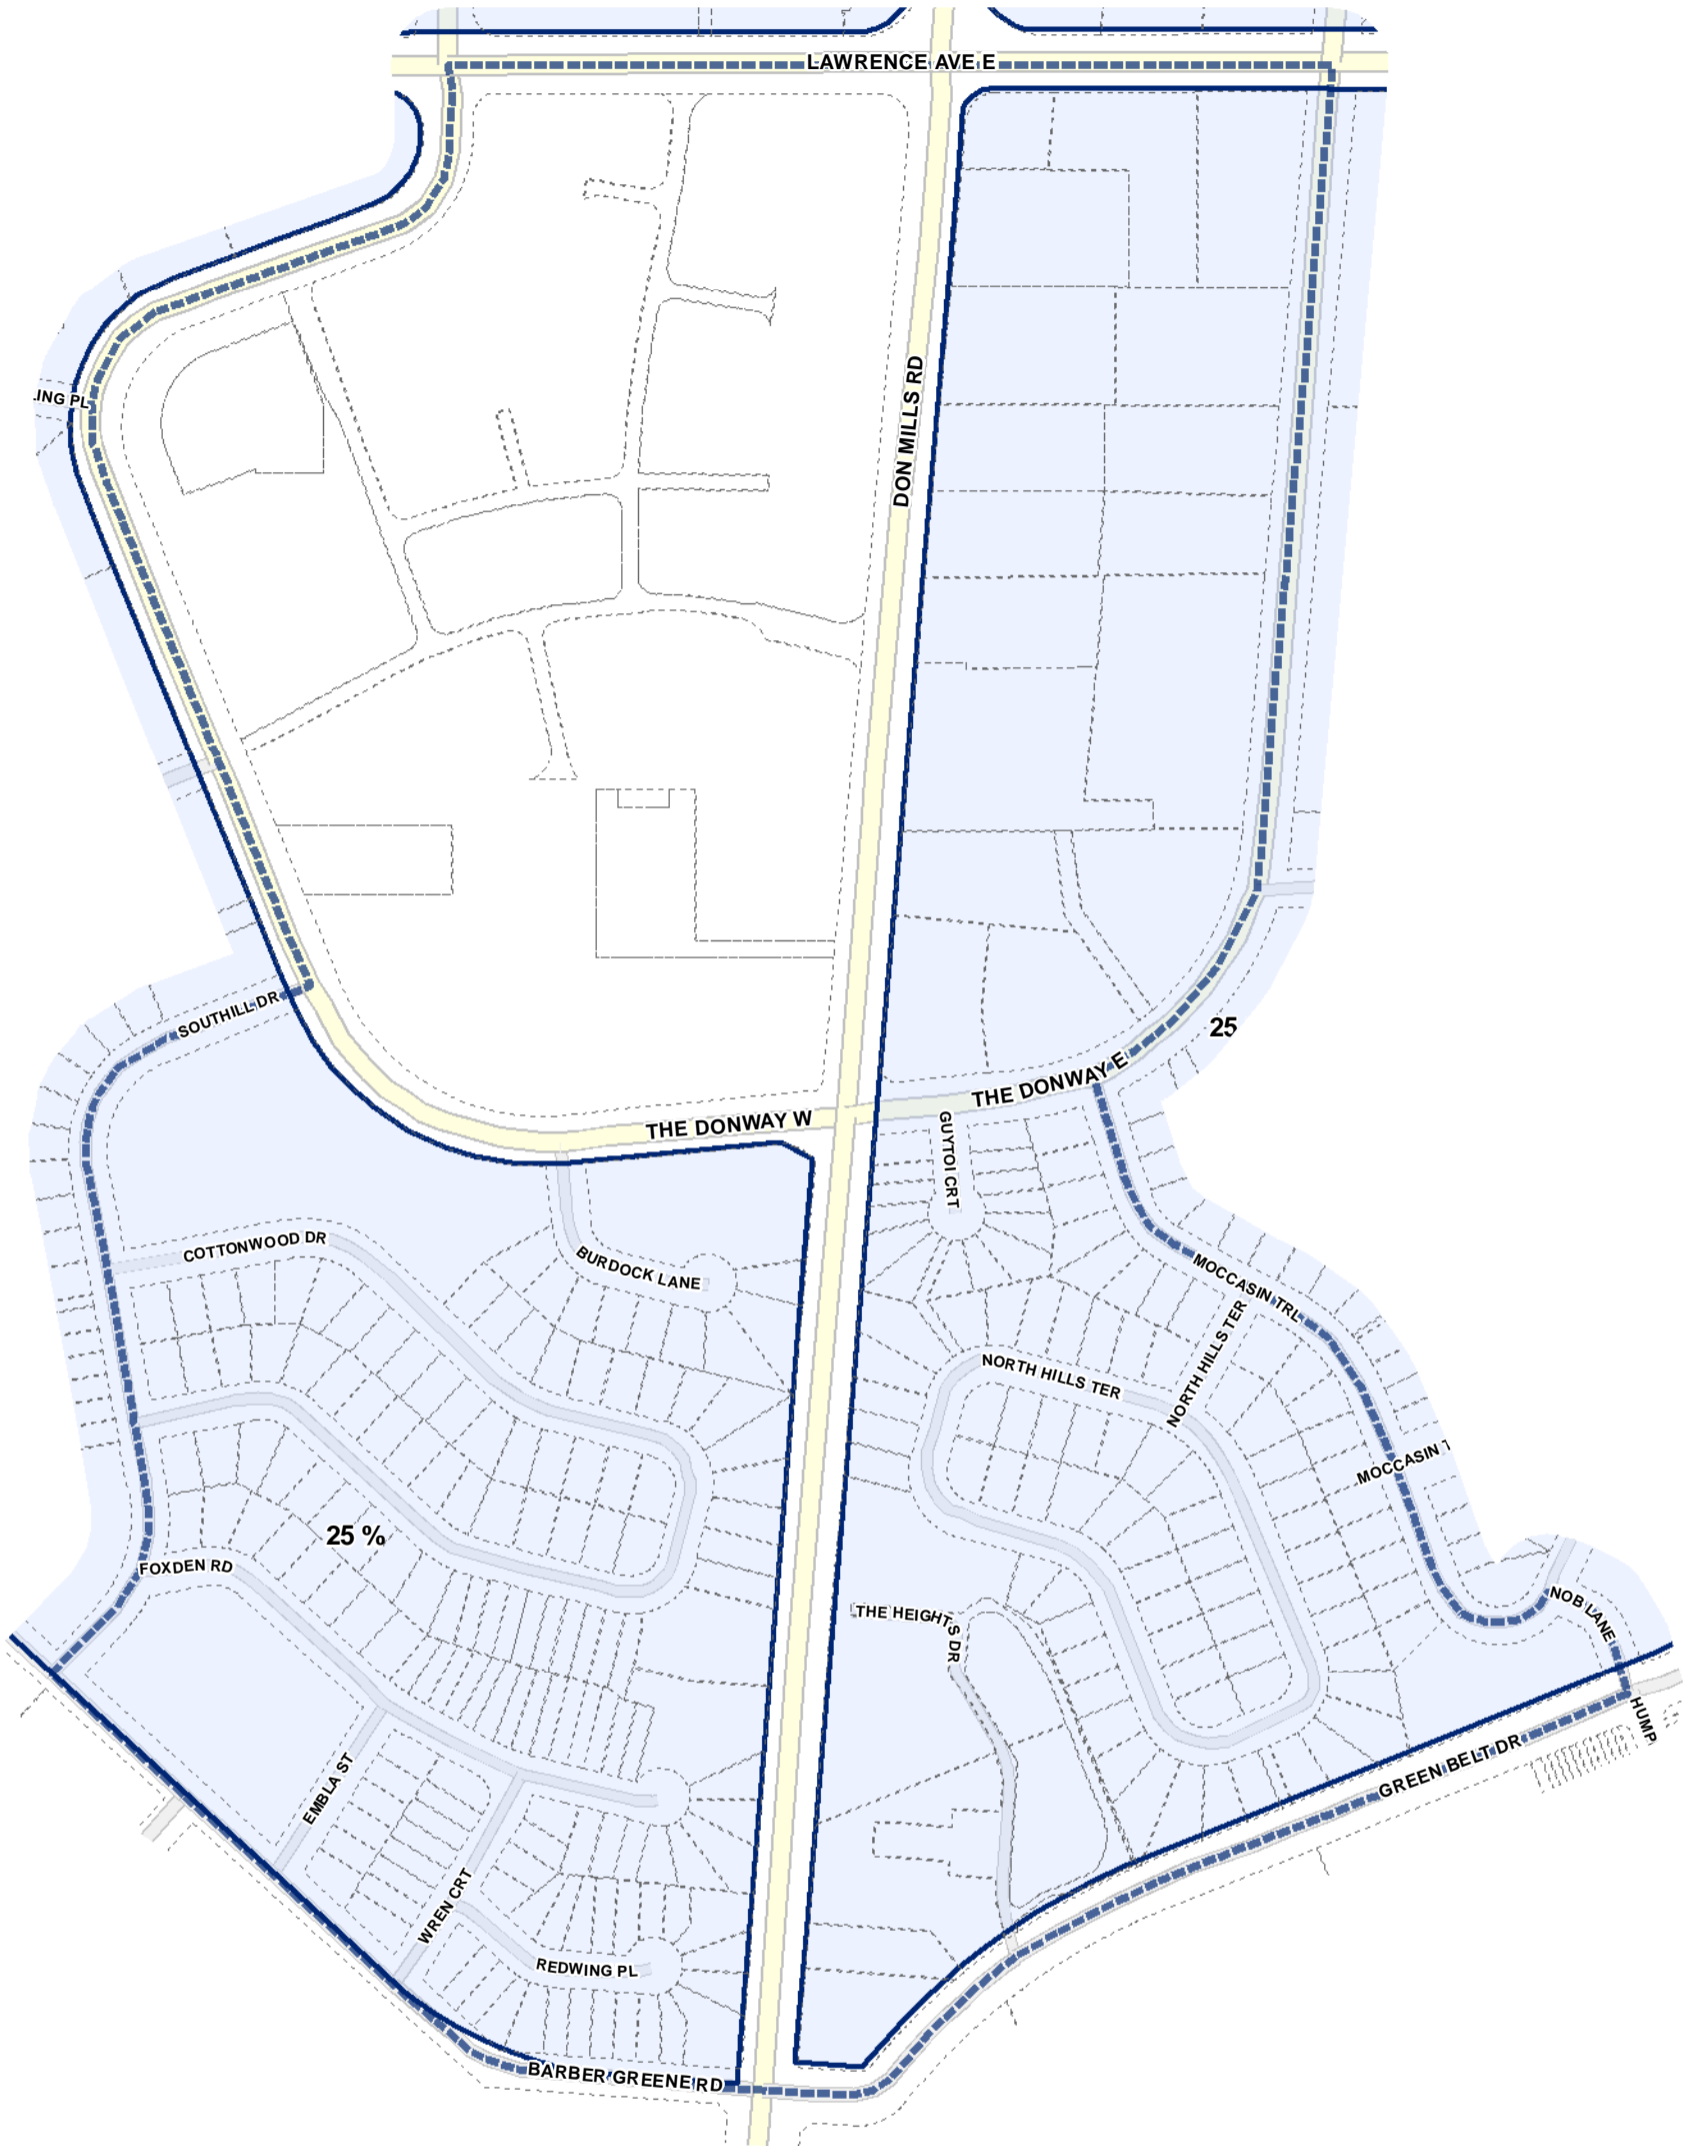 LAWRENCE AVE E
DON MILLS RD
LING PL
SOUTHILL DR
25
THE DONWAY E
THE DONWAY W
GUYTOI CRT
COTTONWOOD DR
BURDOCK LANE
MOCCASIN TRL
NORTH HILLS TER
NORTH HILLS TER
MOCCASIN T
25 %
FOXDEN RD
THE HEIGHTS DR
NOB LANE
HUMP
GREEN BELT DR
EMBLA ST
WREN CRT
REDWING PL
BARBER GREENE RD